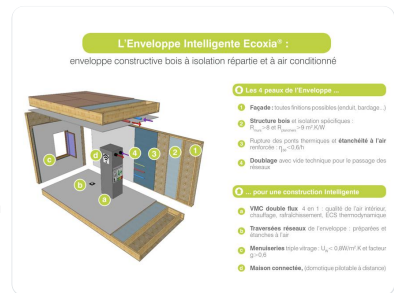 L'Enveloppe Intelligente Ecoxia® :
enveloppe constructive bois à isolation répartie et à air conditionné
Les 4 peaux de l'Enveloppe ...
1 Façade : toutes finitions possibles (enduit, bardage...)
2 Structure bois et isolation spécifiques :
>8 et >9 m².K/W
3 Rupture des ponts thermiques et étanchéité à l'air
renforcée : <0,6/h
4 Doublage avec vide technique pour le passage des
réseaux
... pour une construction Intelligente
a VMC double flux 4 en 1 : qualité de l'air intérieur,
chauffage, rafraîchissement, ECS thermodynamique
b Traversées réseaux de l'enveloppe : préparées et
étanches à l'air
c Menuiseries triple vitrage : < 0,8W/m².K et facteur
g>0.6
d Maison connectée, (domotique pilotable à distance)
d
4
3
2
1
c
b
a